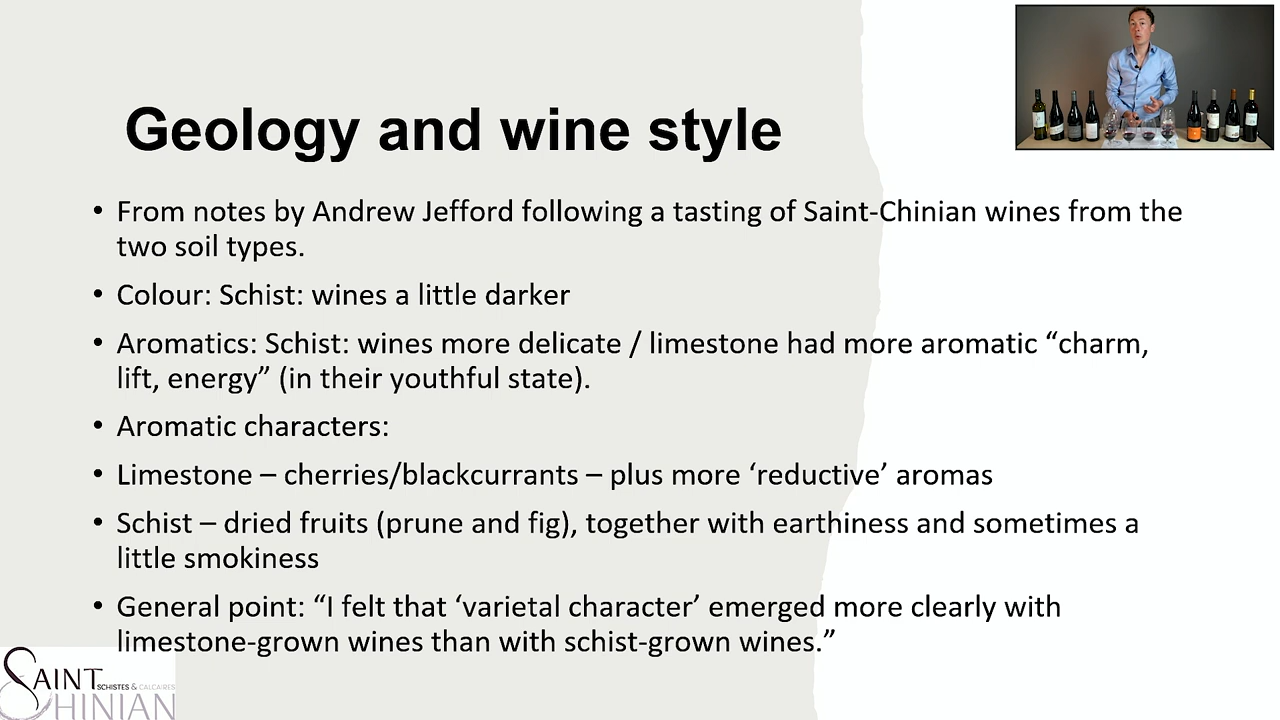 Geology and wine style
• From notes by Andrew Jefford following a tasting of Saint-Chinian wines from the
two soil types.
• Colour: Schist: wines a little darker
• Aromatics: Schist: wines more delicate / limestone had more aromatic “charm,
lift, energy” (in their youthful state).
• Aromatic characters:
• Limestone – cherries/blackcurrants – plus more ‘reductive’ aromas
• Schist – dried fruits (prune and fig), together with earthiness and sometimes a
little smokiness
• General point: “I felt that ‘varietal character’ emerged more clearly with
limestone-grown wines than with schist-grown wines.”
SAINT
SCHISTES & CALCAIRES
CHINIAN